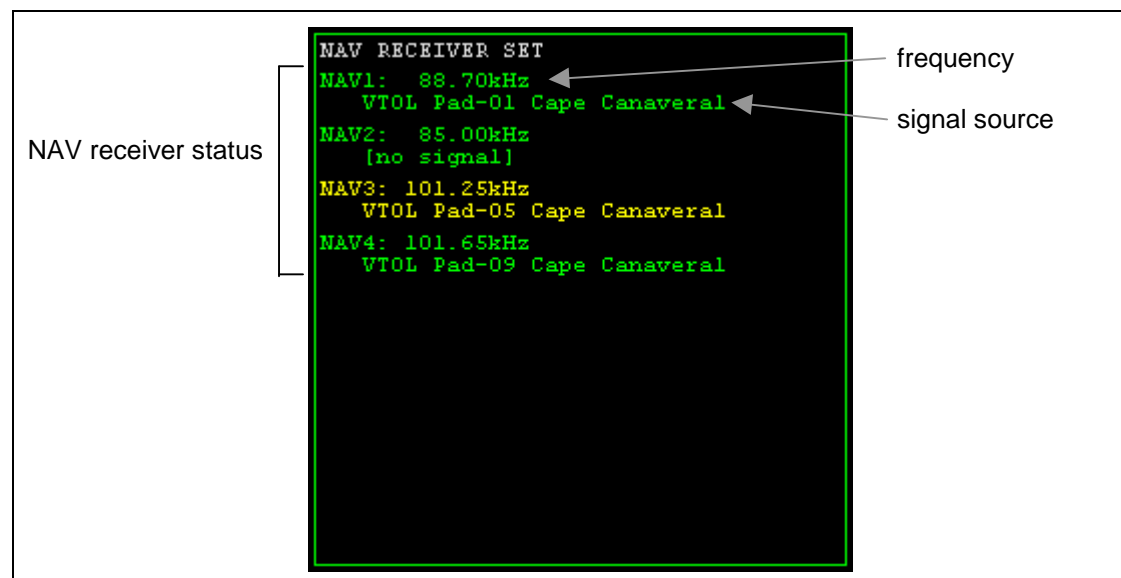 NAV RECEIVER SET
NAV1: 88.70kHz
VTOL Pad-01 Cape Canaveral
NAV2: 85.00kHz
[no signal]
NAV3: 101.25kHz
VTOL Pad-05 Cape Canaveral
NAV4: 101.65kHz
VTOL Pad-09 Cape Canaveral
NAV receiver status
frequency
signal source